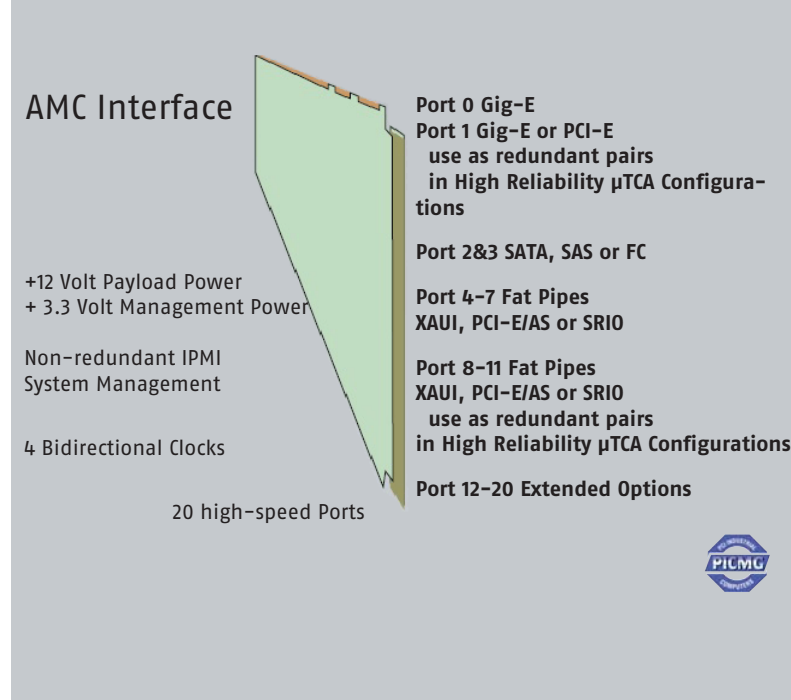 AMC Interface
+12 Volt Payload Power
+ 3.3 Volt Management Power
Non-redundant IPMI
System Management
4 Bidirectional Clocks
20 high-speed Ports
Port 0 Gig-E
Port 1 Gig-E or PCI-E
use as redundant pairs
in High Reliability µTCA Configura-
tions
Port 2&3 SATA, SAS or FC
Port 4-7 Fat Pipes
XAUI, PCI-E/AS or SRIO
Port 8-11 Fat Pipes
XAUI, PCI-E/AS or SRIO
use as redundant pairs
in High Reliability µTCA Configurations
Port 12-20 Extended Options
PCI INDUSTRIAL
PICMG
COMPUTERS